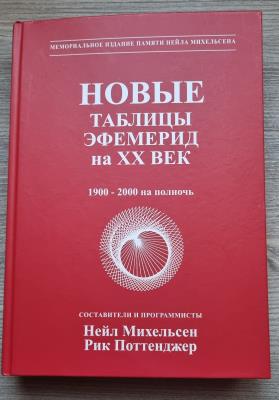 МЕМОРИАЛЬНОЕ ИЗДАНИЕ ПАМЯТИ НЕЙЛА МИХЕЛЬСЕНА
НОВЫЕ
ТАБЛИЦЫ
ЭФЕМЕРИД
на XX ВЕК
1900 - 2000 на полночь
СОСТАВИТЕЛИ И ПРОГРАММИСТЫ
Нейл Михельсен
Рик Поттенджер